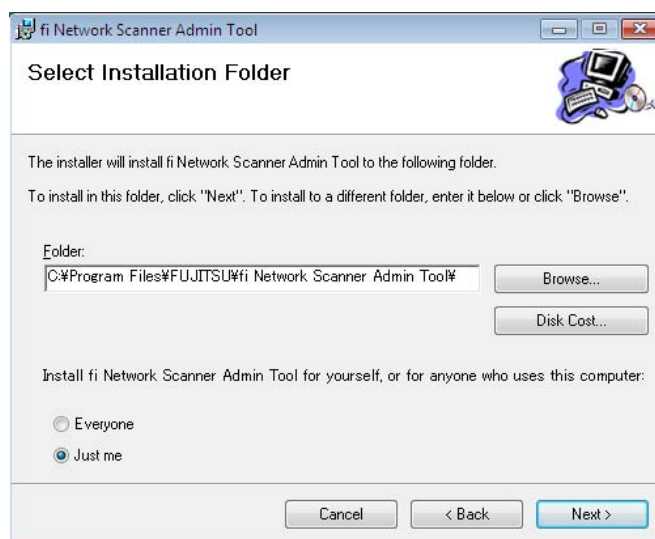 fi Network Scanner Admin Tool
Select Installation Folder
The installer will install fi Network Scanner Admin Tool to the following folder.
To install in this folder, click "Next". To install to a different folder, enter it below or click "Browse".
Folder:
C:¥Program Files¥FUJITSU¥fi Network Scanner Admin Tool¥
Browse...
Disk Cost...
Install fi Network Scanner Admin Tool for yourself, or for anyone who uses this computer:
Everyone
Just me
Cancel
< Back
Next >